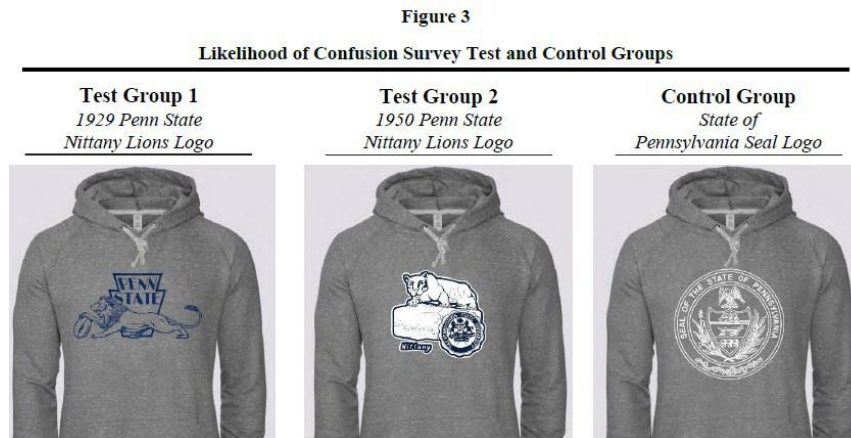 Figure 3
Likelihood of Confusion Survey Test and Control Groups
Test Group 1
1929 Penn State
Nittany Lions Logo
Test Group 2
1950 Penn State
Nittany Lions Logo
Control Group
State of
Pennsylvania Seal Logo
PENN
STATE
Nittany
SEAL OF THE STATE OF PENNSYLVANIA